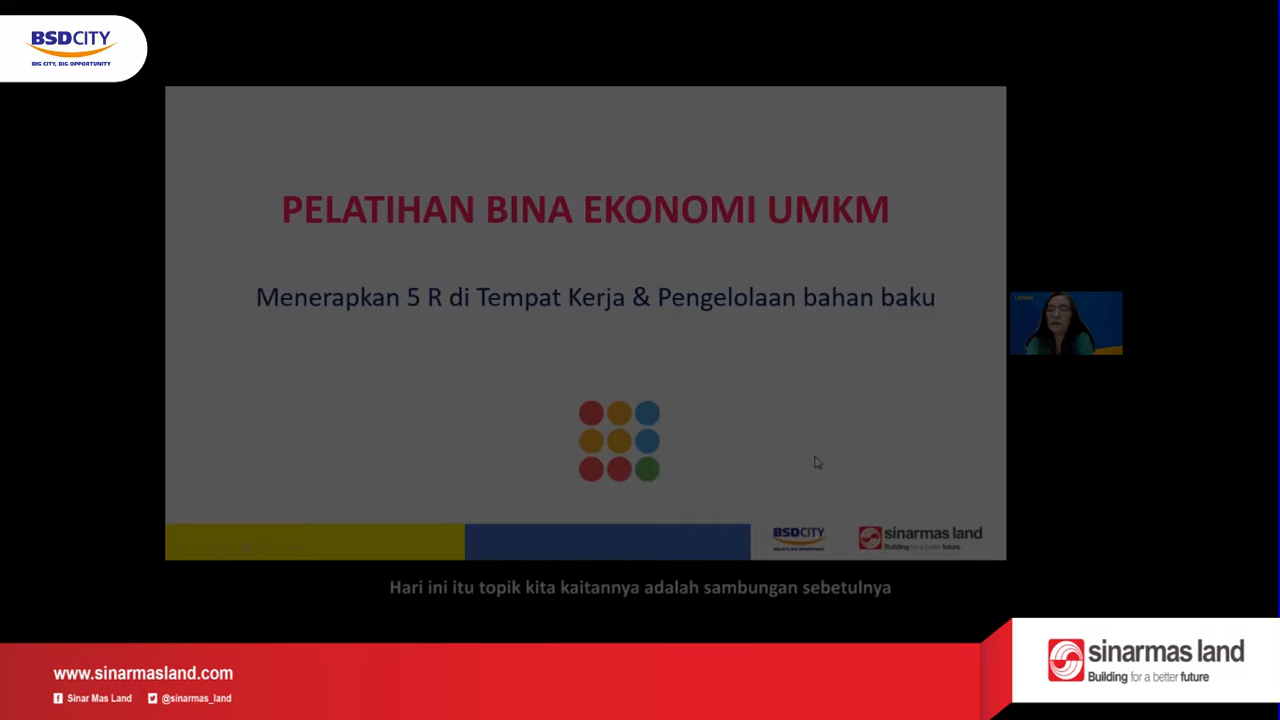 BSDCITY
BIG CITY, BIG OPPORTUNITY
PELATIHAN BINA EKONOMI UMKM
Menerapkan 5 R di Tempat Kerja & Pengelolaan bahan baku
BSDCITY
sinarmas land
Building for a better future
Hari ini itu topik kita kaitannya adalah sambungan sebetulnya
www.sinarmasland.com
Sinar Mas Land
@sinarmas_land
sinarmas land
Building for a better future